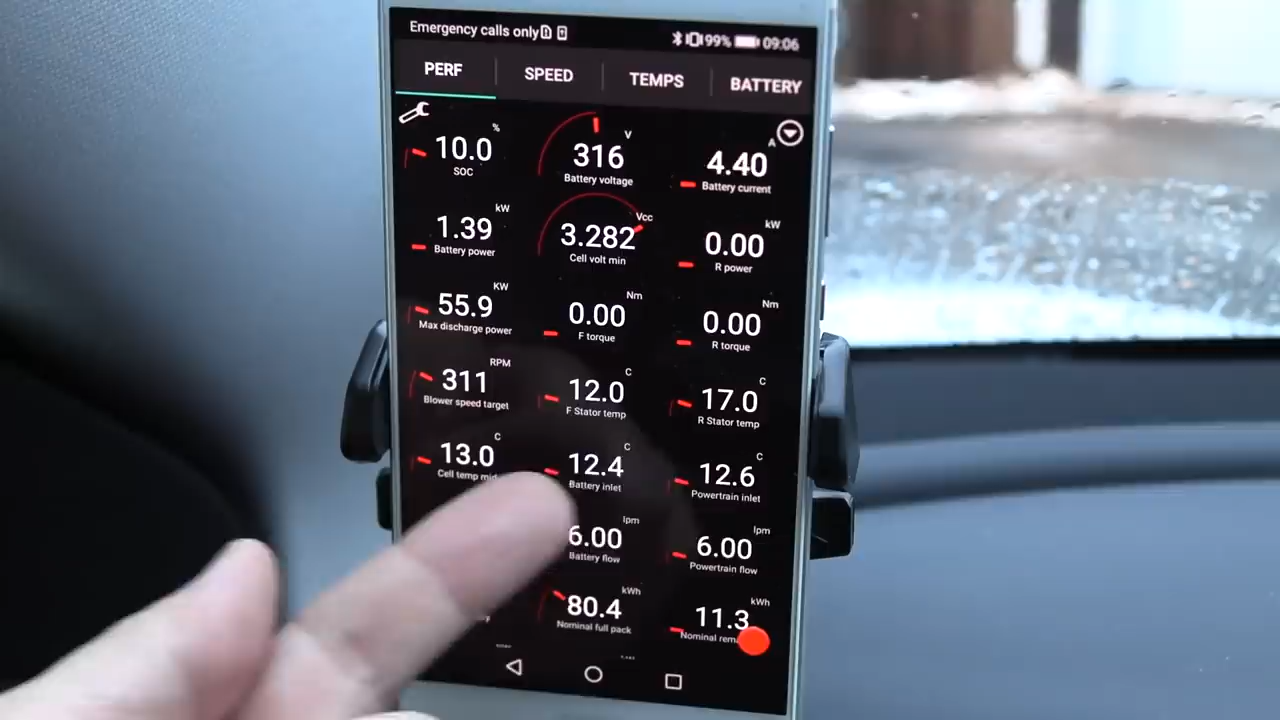 Emergency calls only 99% 09:06
PERF SPEED TEMPS BATTERY
% V A
10.0 316 4.40
SOC Battery voltage Battery current
kW Vcc kW
1.39 3.282 0.00
Battery power Cell volt min R power
KW Nm Nm
55.9 0.00 0.00
Max discharge power F torque R torque
RPM C C
311 12.0 17.0
Blower speed target F Stator temp R Stator temp
C C C
13.0 12.4 12.6
Cell temp mid Battery inlet Powertrain inlet
lpm lpm
6.00 6.00
Battery flow Powertrain flow
kWh kWh
80.4 11.3
Nominal full pack Nominal